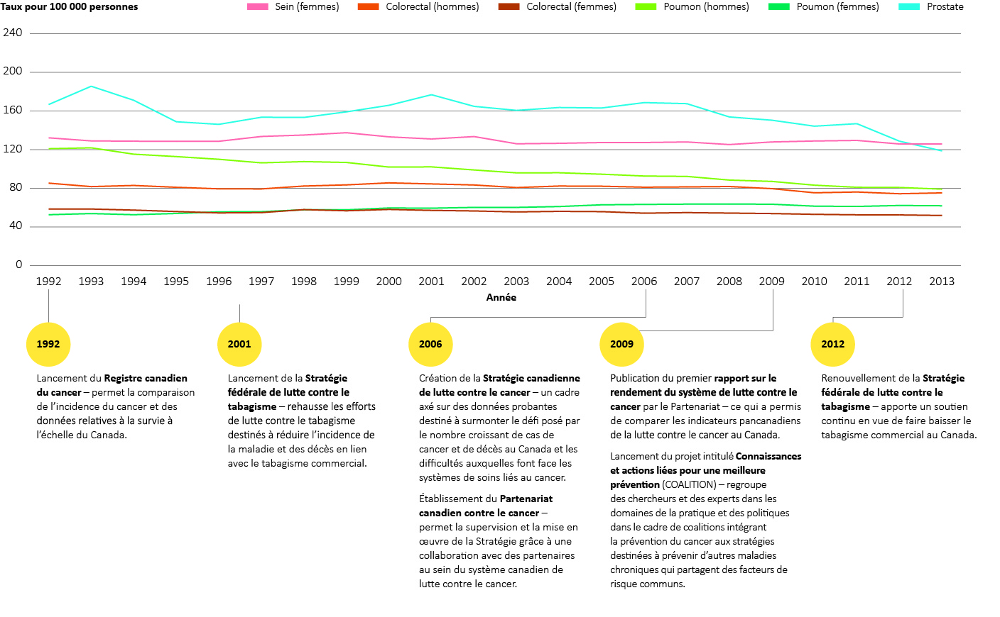 Taux pour 100 000 personnes
Sein (femmes)
Colorectal (hommes)
Colorectal (femmes)
Poumon (hommes)
Poumon (femmes)
Prostate
240
200
160
120
80
40
0
1992 1993 1994 1995 1996 1997 1998 1999 2000 2001 2002 2003 2004 2005 2006 2007 2008 2009 2010 2011 2012 2013
Année
1992
Lancement du Registre canadien
du cancer – permet la comparaison
de l’incidence du cancer et des
données relatives à la survie à
l’échelle du Canada.
2001
Lancement de la Stratégie
fédérale de lutte contre le
tabagisme – rehausse les efforts
de lutte contre le tabagisme
destinés à réduire l’incidence de
la maladie et des décès en lien
avec le tabagisme commercial.
2006
Création de la Stratégie canadienne
de lutte contre le cancer – un cadre
axé sur des données probantes
destiné à surmonter le défi posé par
le nombre croissant de cas de
cancer et de décès au Canada et les
difficultés auxquelles font face les
systèmes de soins liés au cancer.
Établissement du Partenariat
canadien contre le cancer –
permet la supervision et la mise en
œuvre de la Stratégie grâce à une
collaboration avec des partenaires
au sein du système canadien de
lutte contre le cancer.
2009
Publication du premier rapport sur le
rendement du système de lutte contre le
cancer par le Partenariat – ce qui a permis
de comparer les indicateurs pancanadiens
de la lutte contre le cancer au Canada.
Lancement du projet intitulé Connaissances
et actions liées pour une meilleure
prévention (COALITION) – regroupe
des chercheurs et des experts dans les
domaines de la pratique et des politiques
dans le cadre de coalitions intégrant
la prévention du cancer aux stratégies
destinées à prévenir d’autres maladies
chroniques qui partagent des facteurs de
risque communs.
2012
Renouvellement de la Stratégie
fédérale de lutte contre le
tabagisme – apporte un soutien
continu en vue de faire baisser le
tabagisme commercial au Canada.